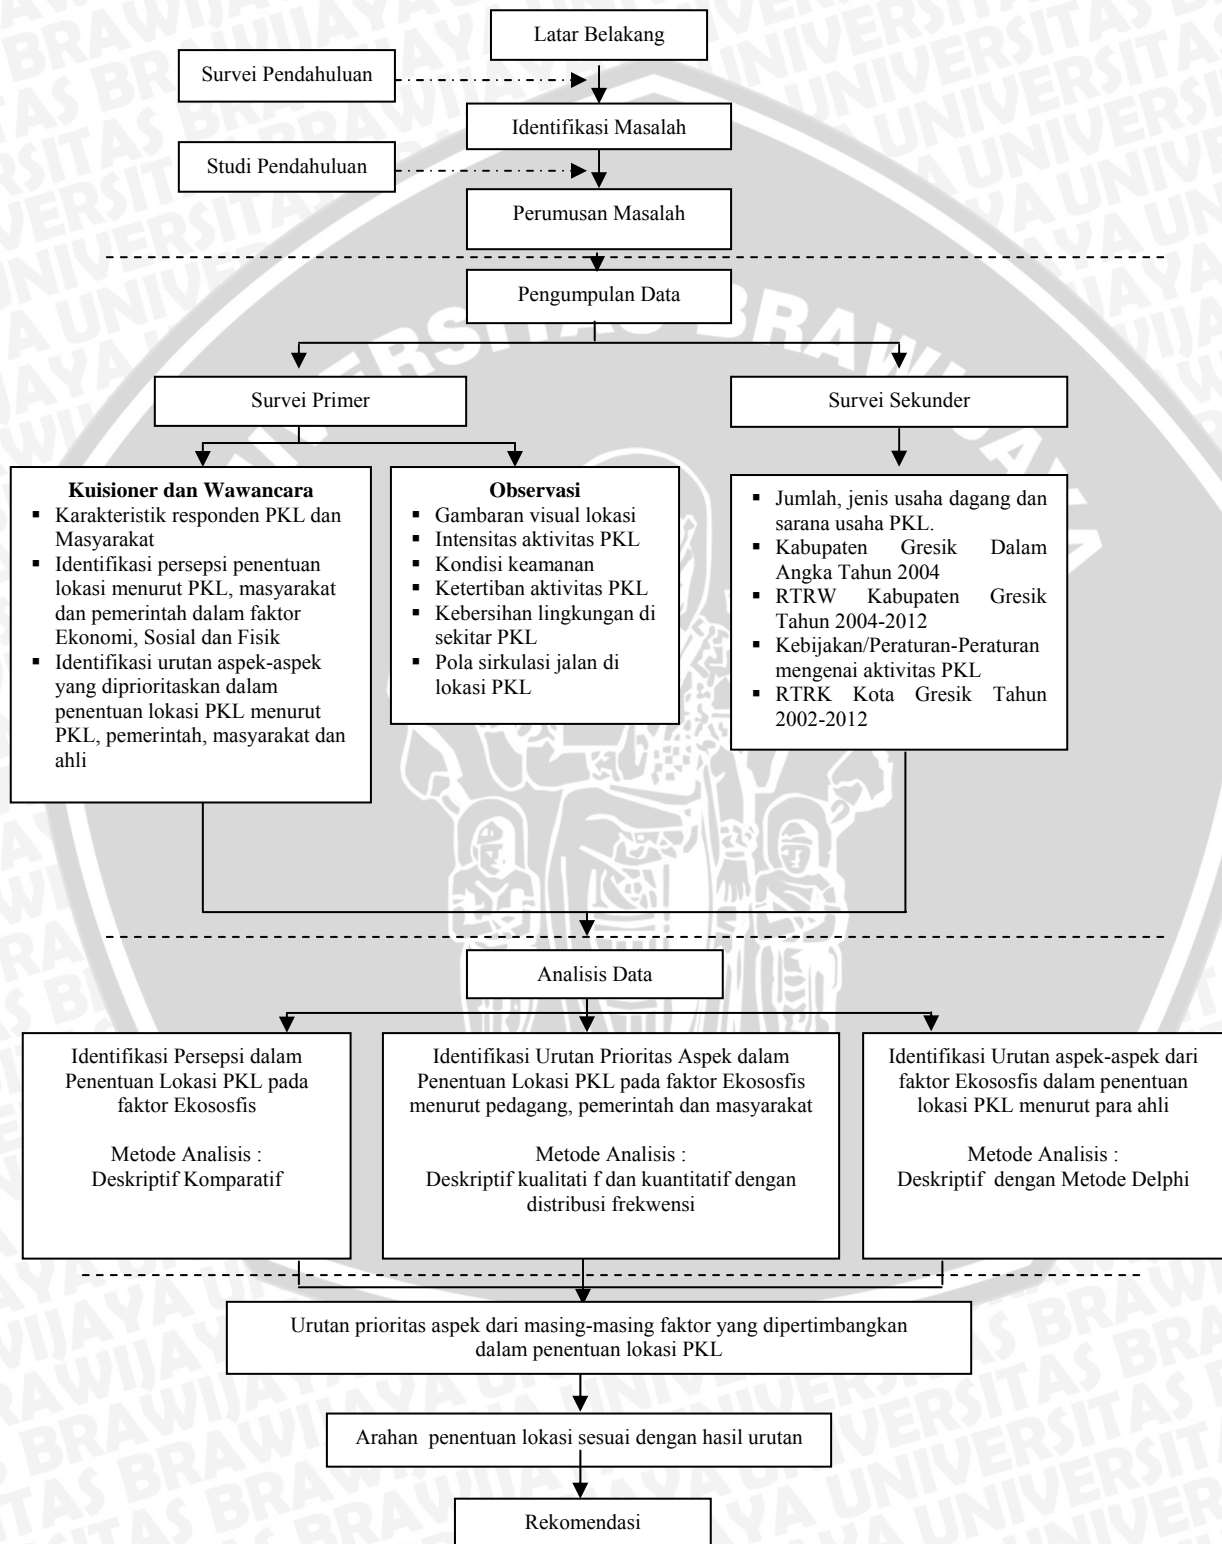 Latar Belakang
Survei Pendahuluan
Identifikasi Masalah
Studi Pendahuluan
Perumusan Masalah
Pengumpulan Data
UNIVERSITAS BRAWIJAYA
Survei Primer
Survei Sekunder
Kuisioner dan Wawancara
▪ Karakteristik responden PKL dan
Masyarakat
▪ Identifikasi persepsi penentuan
lokasi menurut PKL, masyarakat
dan pemerintah dalam faktor
Ekonomi, Sosial dan Fisik
▪ Identifikasi urutan aspek-aspek
yang diprioritaskan dalam
penentuan lokasi PKL menurut
PKL, pemerintah, masyarakat dan
ahli
Observasi
▪ Gambaran visual lokasi
▪ Intensitas aktivitas PKL
▪ Kondisi keamanan
▪ Ketertiban aktivitas PKL
▪ Kebersihan lingkungan di
sekitar PKL
▪ Pola sirkulasi jalan di
lokasi PKL
▪ Jumlah, jenis usaha dagang dan
sarana usaha PKL.
▪ Kabupaten Gresik Dalam
Angka Tahun 2004
▪ RTRW Kabupaten Gresik
Tahun 2004-2012
▪ Kebijakan/Peraturan-Peraturan
mengenai aktivitas PKL
▪ RTRK Kota Gresik Tahun
2002-2012
Analisis Data
Identifikasi Persepsi dalam
Penentuan Lokasi PKL pada
faktor Ekososfis
Metode Analisis :
Deskriptif Komparatif
Identifikasi Urutan Prioritas Aspek dalam
Penentuan Lokasi PKL pada faktor Ekososfis
menurut pedagang, pemerintah dan masyarakat
Metode Analisis :
Deskriptif kualitati f dan kuantitatif dengan
distribusi frekwensi
Identifikasi Urutan aspek-aspek dari
faktor Ekososfis dalam penentuan
lokasi PKL menurut para ahli
Metode Analisis :
Deskriptif dengan Metode Delphi
Urutan prioritas aspek dari masing-masing faktor yang dipertimbangkan
dalam penentuan lokasi PKL
Arahan penentuan lokasi sesuai dengan hasil urutan
Rekomendasi